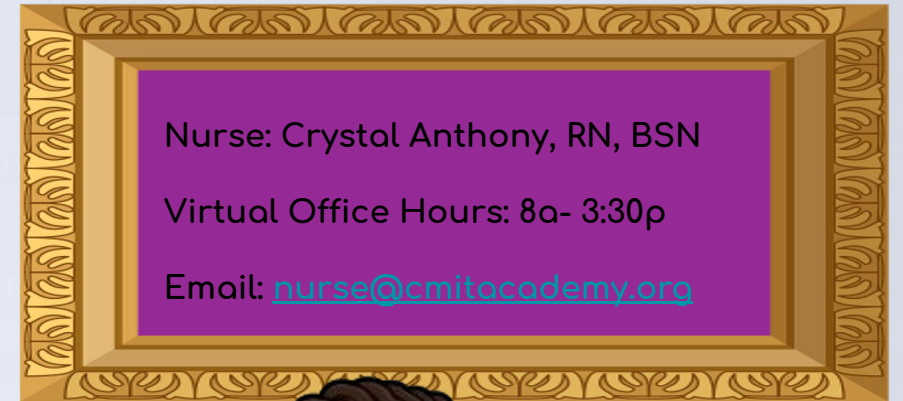 Nurse: Crystal Anthony, RN, BSN
Virtual Office Hours: 8a- 3:30p
Email: nurse@cmitacademy.org